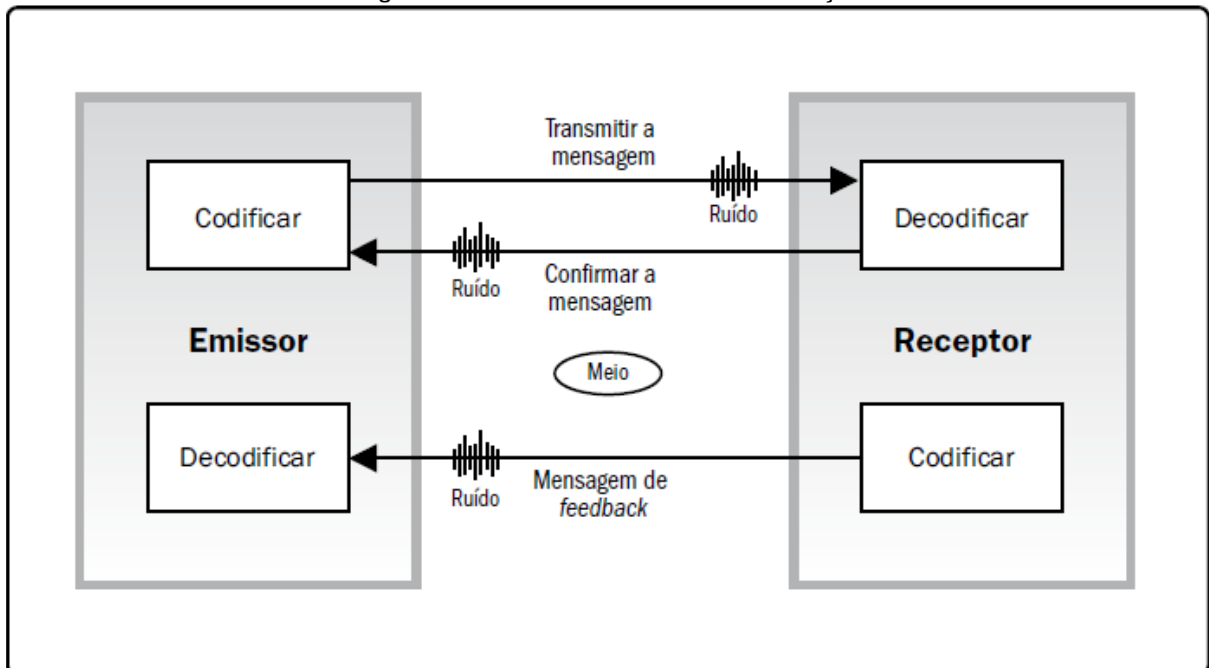 Transmitir a
mensagem
Codificar
Ruído
Decodificar
Ruído
Confirmar a
mensagem
Emissor
Meio
Receptor
Decodificar
Ruído
Mensagem de
feedback
Codificar